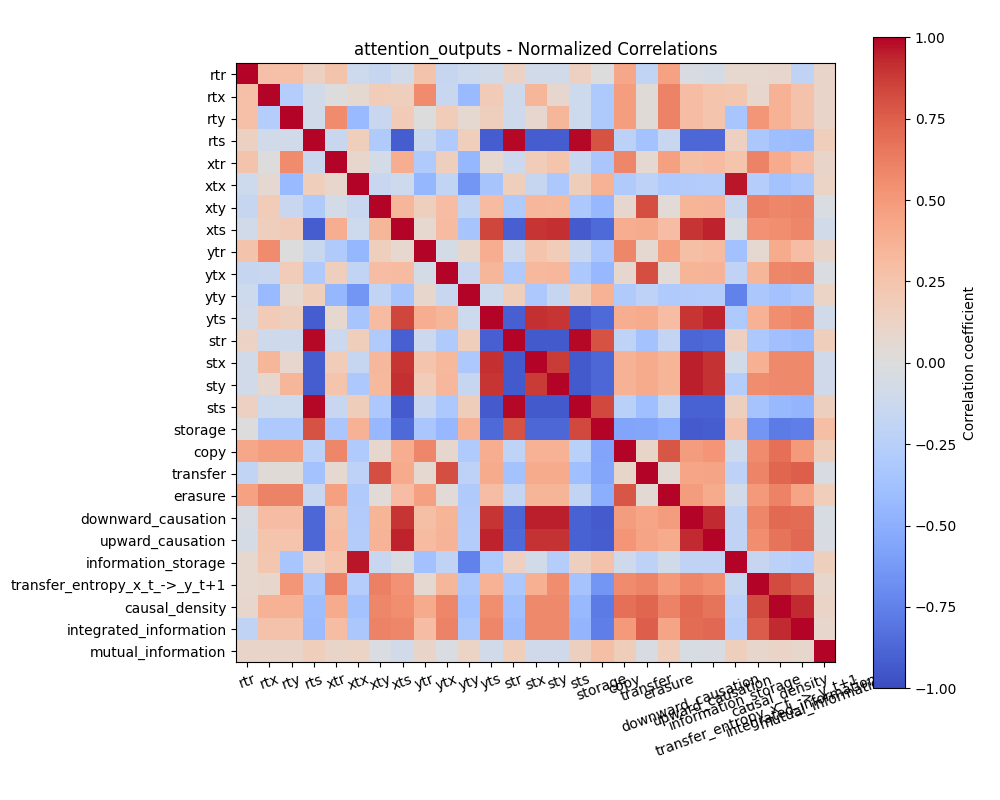 attention_outputs - Normalized Correlations
rtr
rtx
rty
rts
xtr
xtx
xty
xts
ytr
ytx
yty
yts
str
stx
sty
sts
storage
copy
transfer
erasure
downward_causation
upward_causation
information_storage
transfer_entropy_x_t_->_y_t+1
causal_density
integrated_information
mutual_information
rtr
rtx
rty
rts
xtr
xtx
xty
xts
ytr
ytx
yty
yts
str
stx
sty
sts
storage
copy
transfer
erasure
downward_causation
upward_causation
information_storage
transfer_entropy_x_t_->_y_t+1
causal_density
integrated_information
mutual_information
1.00
0.75
0.50
0.25
0.00
−0.25
−0.50
−0.75
−1.00
Correlation coefficient